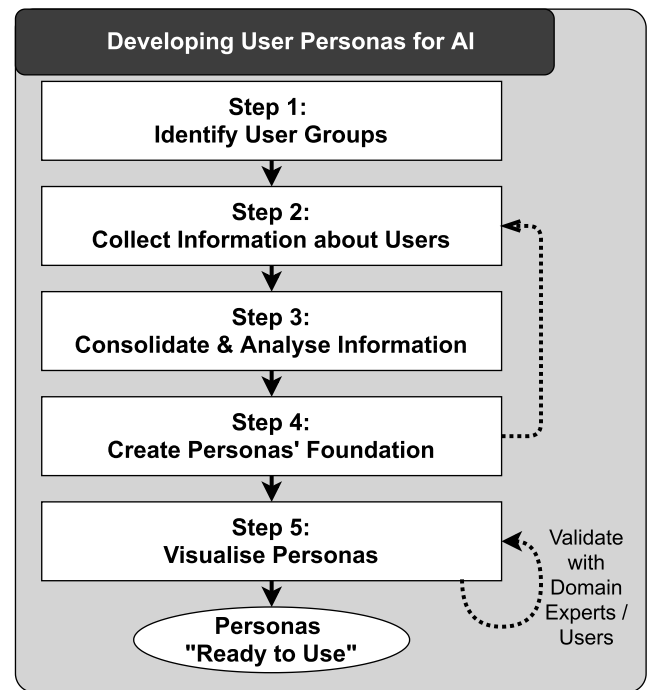 Developing User Personas for AI
Step 1:
Identify User Groups
Step 2:
Collect Information about Users
Step 3:
Consolidate & Analyse Information
Step 4:
Create Personas' Foundation
Step 5:
Visualise Personas
Validate
with
Domain
Experts /
Users
Personas
"Ready to Use"